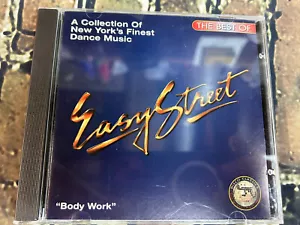 A Collection Of
New York's Finest
Dance Music
THE BEST OF
Easy Street
"Body Work"